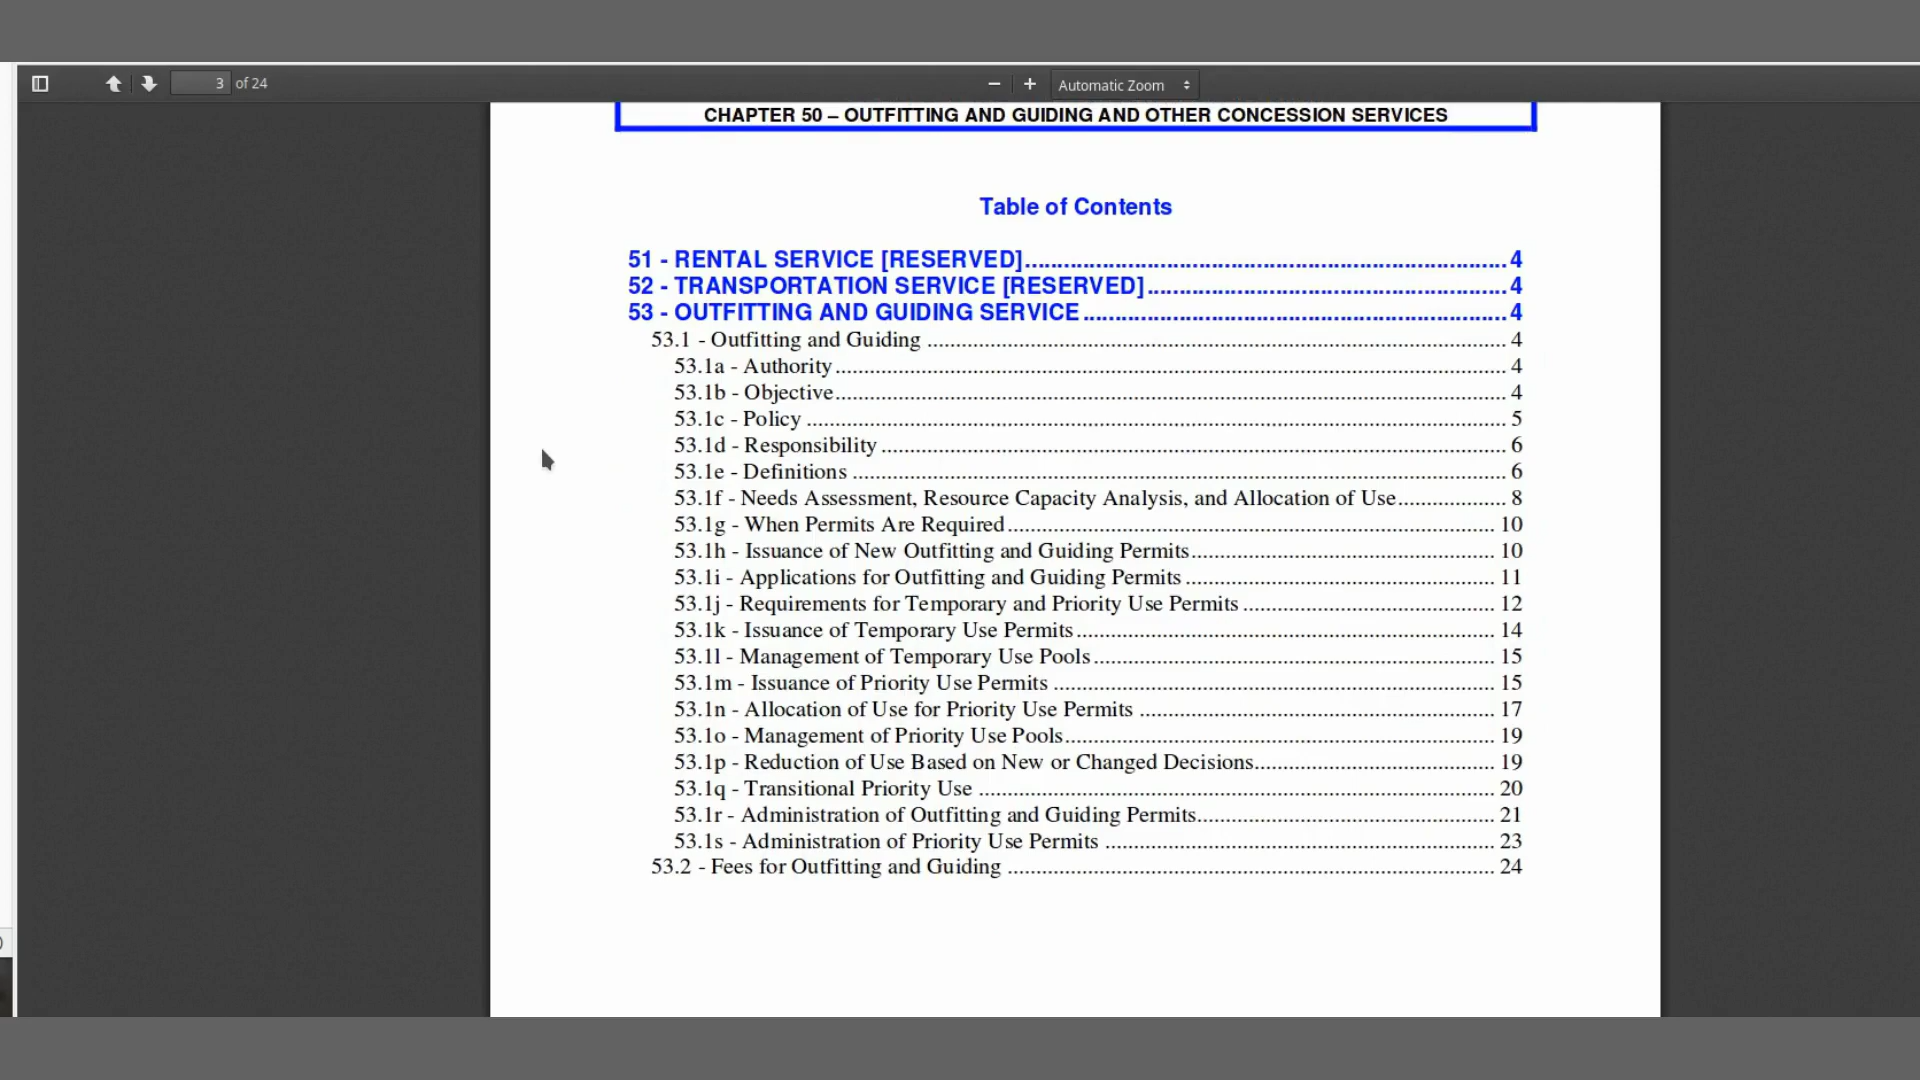 3 of 24
Automatic Zoom
CHAPTER 50 – OUTFITTING AND GUIDING AND OTHER CONCESSION SERVICES
Table of Contents
51 - RENTAL SERVICE [RESERVED] 4
52 - TRANSPORTATION SERVICE [RESERVED] 4
53 - OUTFITTING AND GUIDING SERVICE 4
53.1 - Outfitting and Guiding 4
53.1a - Authority 4
53.1b - Objective 4
53.1c - Policy 5
53.1d - Responsibility 6
53.1e - Definitions 6
53.1f - Needs Assessment, Resource Capacity Analysis, and Allocation of Use 8
53.1g - When Permits Are Required 10
53.1h - Issuance of New Outfitting and Guiding Permits 10
53.1i - Applications for Outfitting and Guiding Permits 11
53.1j - Requirements for Temporary and Priority Use Permits 12
53.1k - Issuance of Temporary Use Permits 14
53.1l - Management of Temporary Use Pools 15
53.1m - Issuance of Priority Use Permits 15
53.1n - Allocation of Use for Priority Use Permits 17
53.1o - Management of Priority Use Pools 19
53.1p - Reduction of Use Based on New or Changed Decisions 19
53.1q - Transitional Priority Use 20
53.1r - Administration of Outfitting and Guiding Permits 21
53.1s - Administration of Priority Use Permits 23
53.2 - Fees for Outfitting and Guiding 24